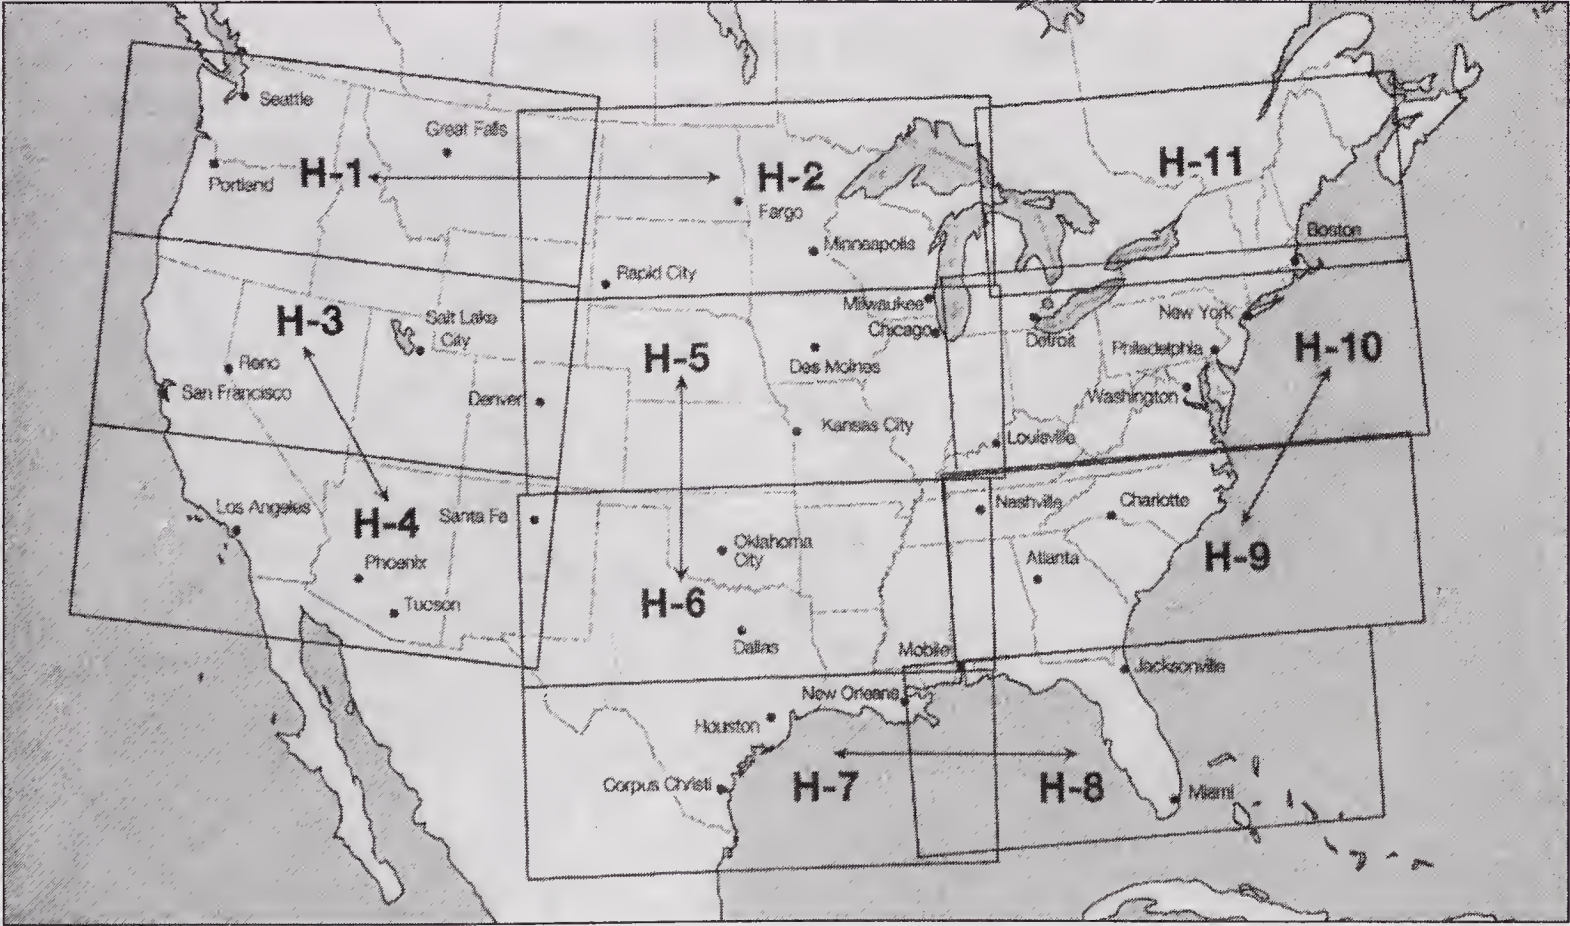 Seattle
Great Falls
Portland
H-1
H-2
H-11
Fargo
Minneapolis
Boston
Rapid City
Milwaukee
Chicago
Detroit
New York
H-3
Salt Lake
City
H-5
Des Moines
Philadelphia
H-10
Reno
San Francisco
Denver
Washington
Kansas City
Louisville
Los Angeles
H-4
Santa Fe
Nashville
Charlotte
Phoenix
Oklahoma
City
Atlanta
H-9
Tucson
H-6
Dallas
Mobile
Jacksonville
New Orleans
Houston
Corpus Christi
H-7
H-8
Miami